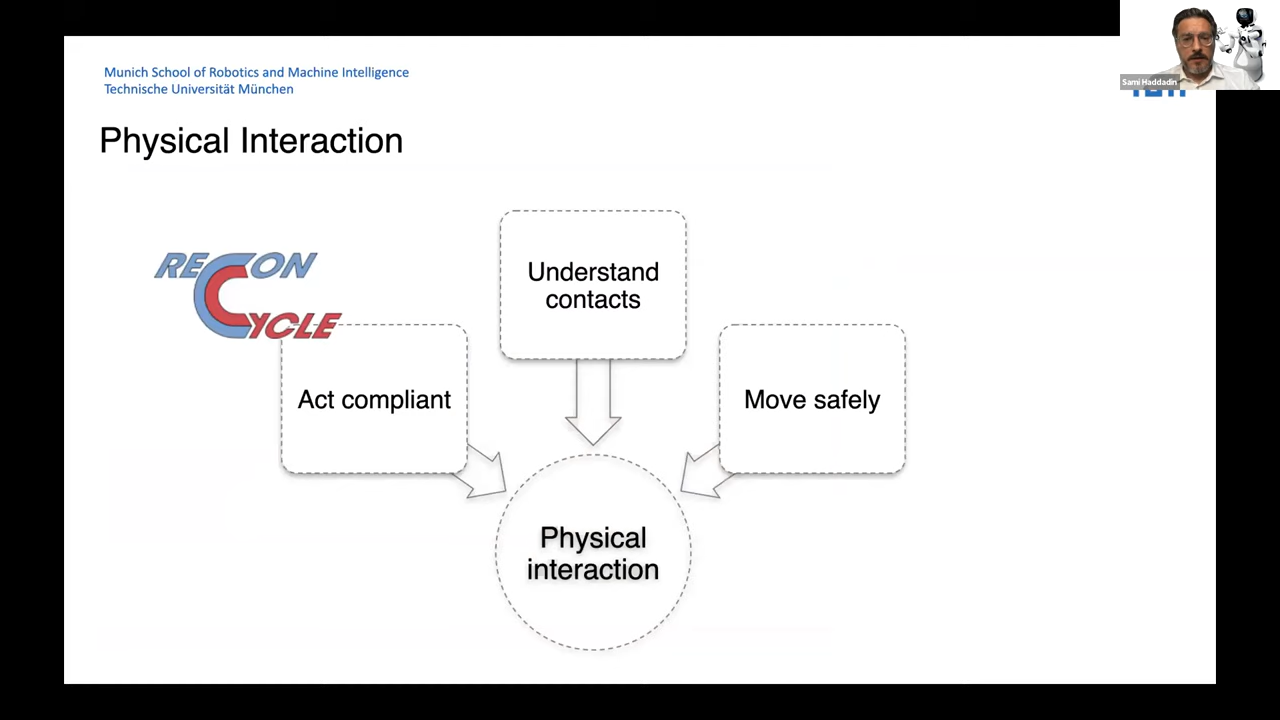 Munich School of Robotics and Machine Intelligence
Technische Universität München
Sami Haddadin
Physical Interaction
RECON
CYCLE
Understand
contacts
Act compliant
Move safely
Physical
interaction